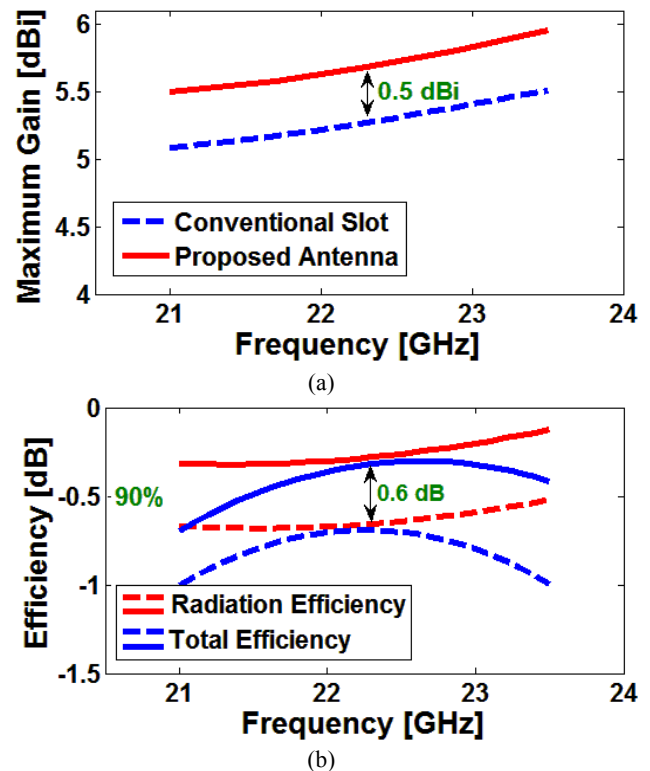 6
5.5
5
4.5
4
Maximum Gain [dBi]
0.5 dBi
Conventional Slot
Proposed Antenna
21 22 23 24
Frequency [GHz]
(a)
0
-0.5
-1
-1.5
Efficiency [dB]
90%
0.6 dB
Radiation Efficiency
Total Efficiency
21 22 23 24
Frequency [GHz]
(b)